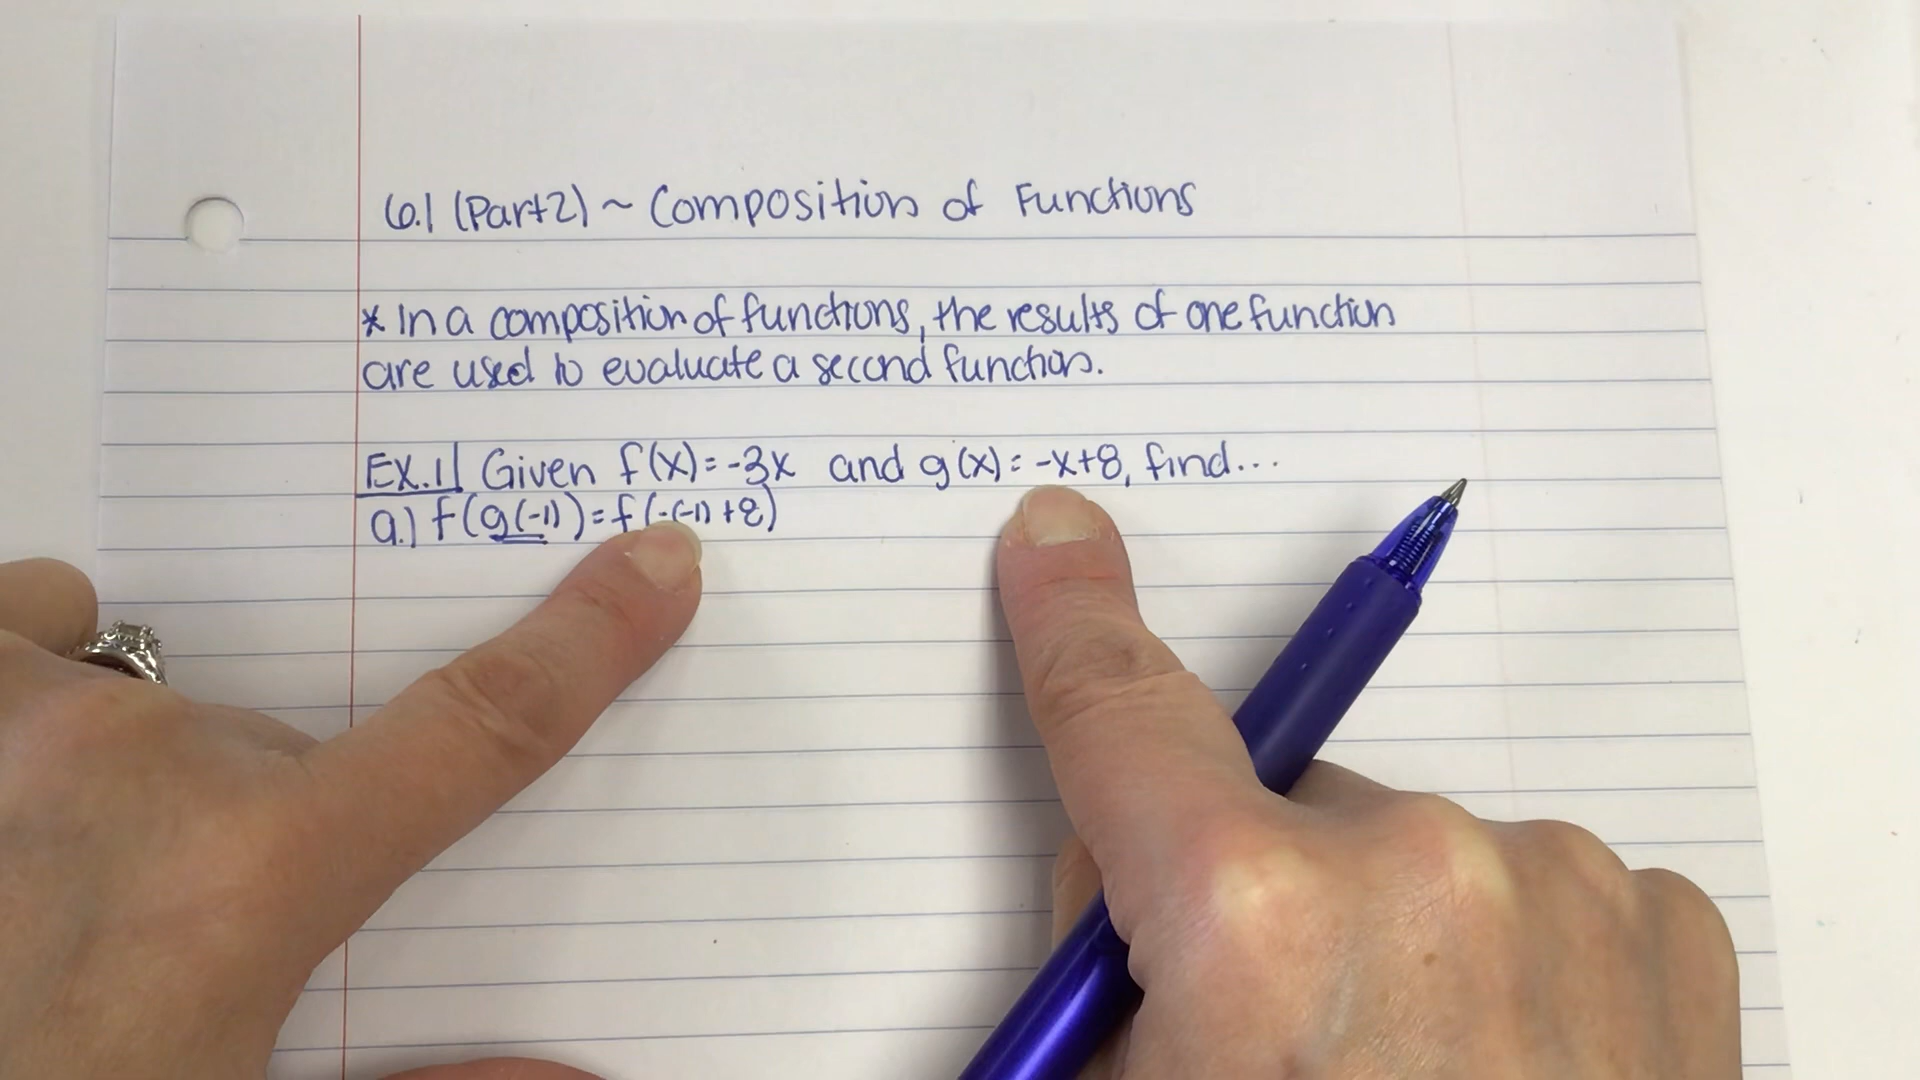 6.1 (Part 2) ~ Composition of Functions
* In a composition of functions, the results of one function
are used to evaluate a second function.
EX.1 Given f(x)=-3x and g(x)=-x+8, find...
a.) f(g(-1))=f(-(-1)+8)